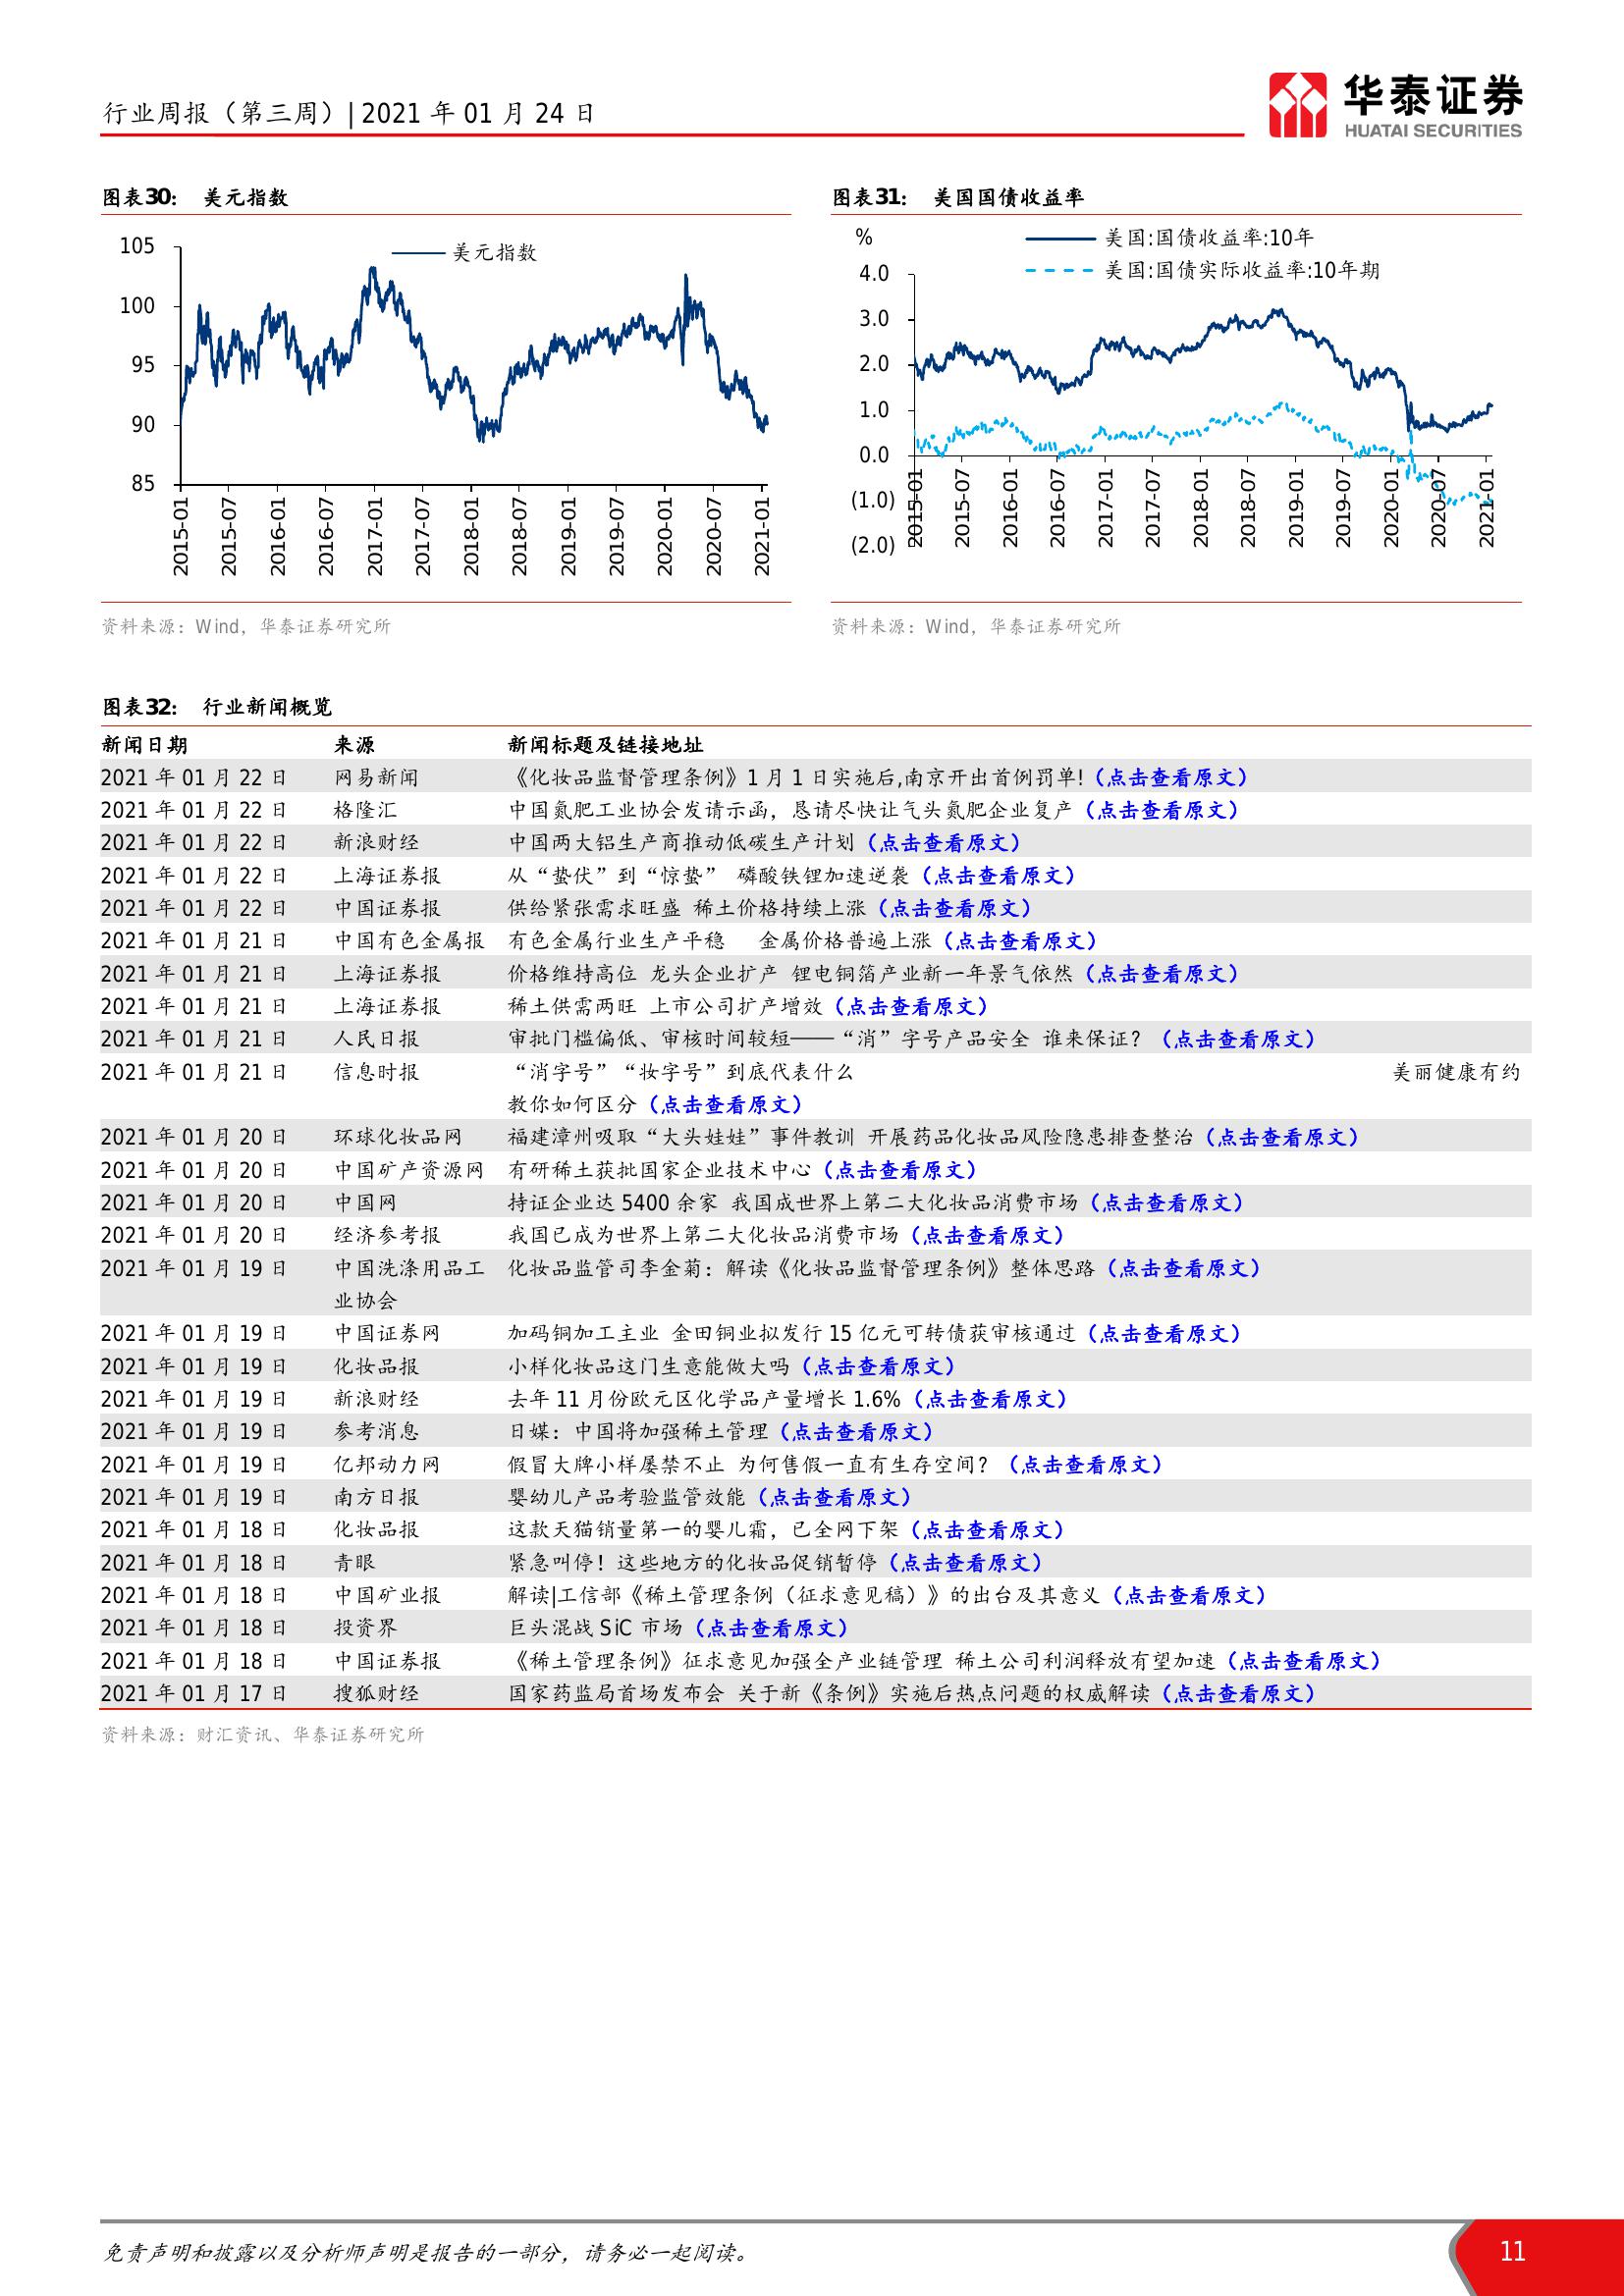 行业周报（第三周）| 2021 年 01 月 24 日
华泰证券
HUATAI SECURITIES
图表30： 美元指数
美元指数
105
100
95
90
85
2015-01 2015-07 2016-01 2016-07 2017-01 2017-07 2018-01 2018-07 2019-01 2019-07 2020-01 2020-07 2021-01
资料来源：Wind，华泰证券研究所
图表31： 美国国债收益率
%
美国:国债收益率:10年
美国:国债实际收益率:10年期
4.0
3.0
2.0
1.0
0.0
(1.0)
(2.0)
2015-01 2015-07 2016-01 2016-07 2017-01 2017-07 2018-01 2018-07 2019-01 2019-07 2020-01 2020-07 2021-01
资料来源：Wind，华泰证券研究所
图表32： 行业新闻概览
新闻日期 来源 新闻标题及链接地址
2021 年 01 月 22 日 网易新闻 《化妆品监督管理条例》1 月 1 日实施后,南京开出首例罚单!（点击查看原文）
2021 年 01 月 22 日 格隆汇 中国氮肥工业协会发请示函，恳请尽快让气头氮肥企业复产（点击查看原文）
2021 年 01 月 22 日 新浪财经 中国两大铝生产商推动低碳生产计划（点击查看原文）
2021 年 01 月 22 日 上海证券报 从“蛰伏”到“惊蛰” 磷酸铁锂加速逆袭（点击查看原文）
2021 年 01 月 22 日 中国证券报 供给紧张需求旺盛 稀土价格持续上涨（点击查看原文）
2021 年 01 月 21 日 中国有色金属报 有色金属行业生产平稳 金属价格普遍上涨（点击查看原文）
2021 年 01 月 21 日 上海证券报 价格维持高位 龙头企业扩产 锂电铜箔产业新一年景气依然（点击查看原文）
2021 年 01 月 21 日 上海证券报 稀土供需两旺 上市公司扩产增效（点击查看原文）
2021 年 01 月 21 日 人民日报 审批门槛偏低、审核时间较短——“消”字号产品安全 谁来保证？（点击查看原文）
2021 年 01 月 21 日 信息时报 “消字号”“妆字号”到底代表什么 美丽健康有约
教你如何区分（点击查看原文）
2021 年 01 月 20 日 环球化妆品网 福建漳州吸取“大头娃娃”事件教训 开展药品化妆品风险隐患排查整治（点击查看原文）
2021 年 01 月 20 日 中国矿产资源网 有研稀土获批国家企业技术中心（点击查看原文）
2021 年 01 月 20 日 中国网 持证企业达 5400 余家 我国成世界上第二大化妆品消费市场（点击查看原文）
2021 年 01 月 20 日 经济参考报 我国已成为世界上第二大化妆品消费市场（点击查看原文）
2021 年 01 月 19 日 中国洗涤用品工 化妆品监管司李金菊：解读《化妆品监督管理条例》整体思路（点击查看原文）
业协会
2021 年 01 月 19 日 中国证券网 加码铜加工主业 金田铜业拟发行 15 亿元可转债获审核通过（点击查看原文）
2021 年 01 月 19 日 化妆品报 小样化妆品这门生意能做大吗（点击查看原文）
2021 年 01 月 19 日 新浪财经 去年 11 月份欧元区化学品产量增长 1.6%（点击查看原文）
2021 年 01 月 19 日 参考消息 日媒：中国将加强稀土管理（点击查看原文）
2021 年 01 月 19 日 亿邦动力网 假冒大牌小样屡禁不止 为何售假一直有生存空间？（点击查看原文）
2021 年 01 月 19 日 南方日报 婴幼儿产品考验监管效能（点击查看原文）
2021 年 01 月 18 日 化妆品报 这款天猫销量第一的婴儿霜，已全网下架（点击查看原文）
2021 年 01 月 18 日 青眼 紧急叫停！这些地方的化妆品促销暂停（点击查看原文）
2021 年 01 月 18 日 中国矿业报 解读|工信部《稀土管理条例（征求意见稿）》的出台及其意义（点击查看原文）
2021 年 01 月 18 日 投资界 巨头混战 SiC 市场（点击查看原文）
2021 年 01 月 18 日 中国证券报 《稀土管理条例》征求意见加强全产业链管理 稀土公司利润释放有望加速（点击查看原文）
2021 年 01 月 17 日 搜狐财经 国家药监局首场发布会 关于新《条例》实施后热点问题的权威解读（点击查看原文）
资料来源：财汇资讯、华泰证券研究所
免责声明和披露以及分析师声明是报告的一部分，请务必一起阅读。
11